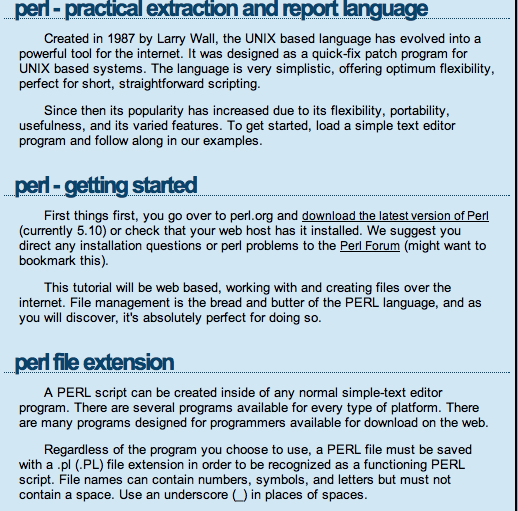 perl - practical extraction and report language
Created in 1987 by Larry Wall, the UNIX based language has evolved into a
powerful tool for the internet. It was designed as a quick-fix patch program for
UNIX based systems. The language is very simplistic, offering optimum flexibility,
perfect for short, straightforward scripting.
Since then its popularity has increased due to its flexibility, portability,
usefulness, and its varied features. To get started, load a simple text editor
program and follow along in our examples.
perl - getting started
First things first, you go over to perl.org and download the latest version of Perl
(currently 5.10) or check that your web host has it installed. We suggest you
direct any installation questions or perl problems to the Perl Forum (might want to
bookmark this).
This tutorial will be web based, working with and creating files over the
internet. File management is the bread and butter of the PERL language, and as
you will discover, it's absolutely perfect for doing so.
perl file extension
A PERL script can be created inside of any normal simple-text editor
program. There are several programs available for every type of platform. There
are many programs designed for programmers available for download on the web.
Regardless of the program you choose to use, a PERL file must be saved
with a .pl (.PL) file extension in order to be recognized as a functioning PERL
script. File names can contain numbers, symbols, and letters but must not
contain a space. Use an underscore (_) in places of spaces.